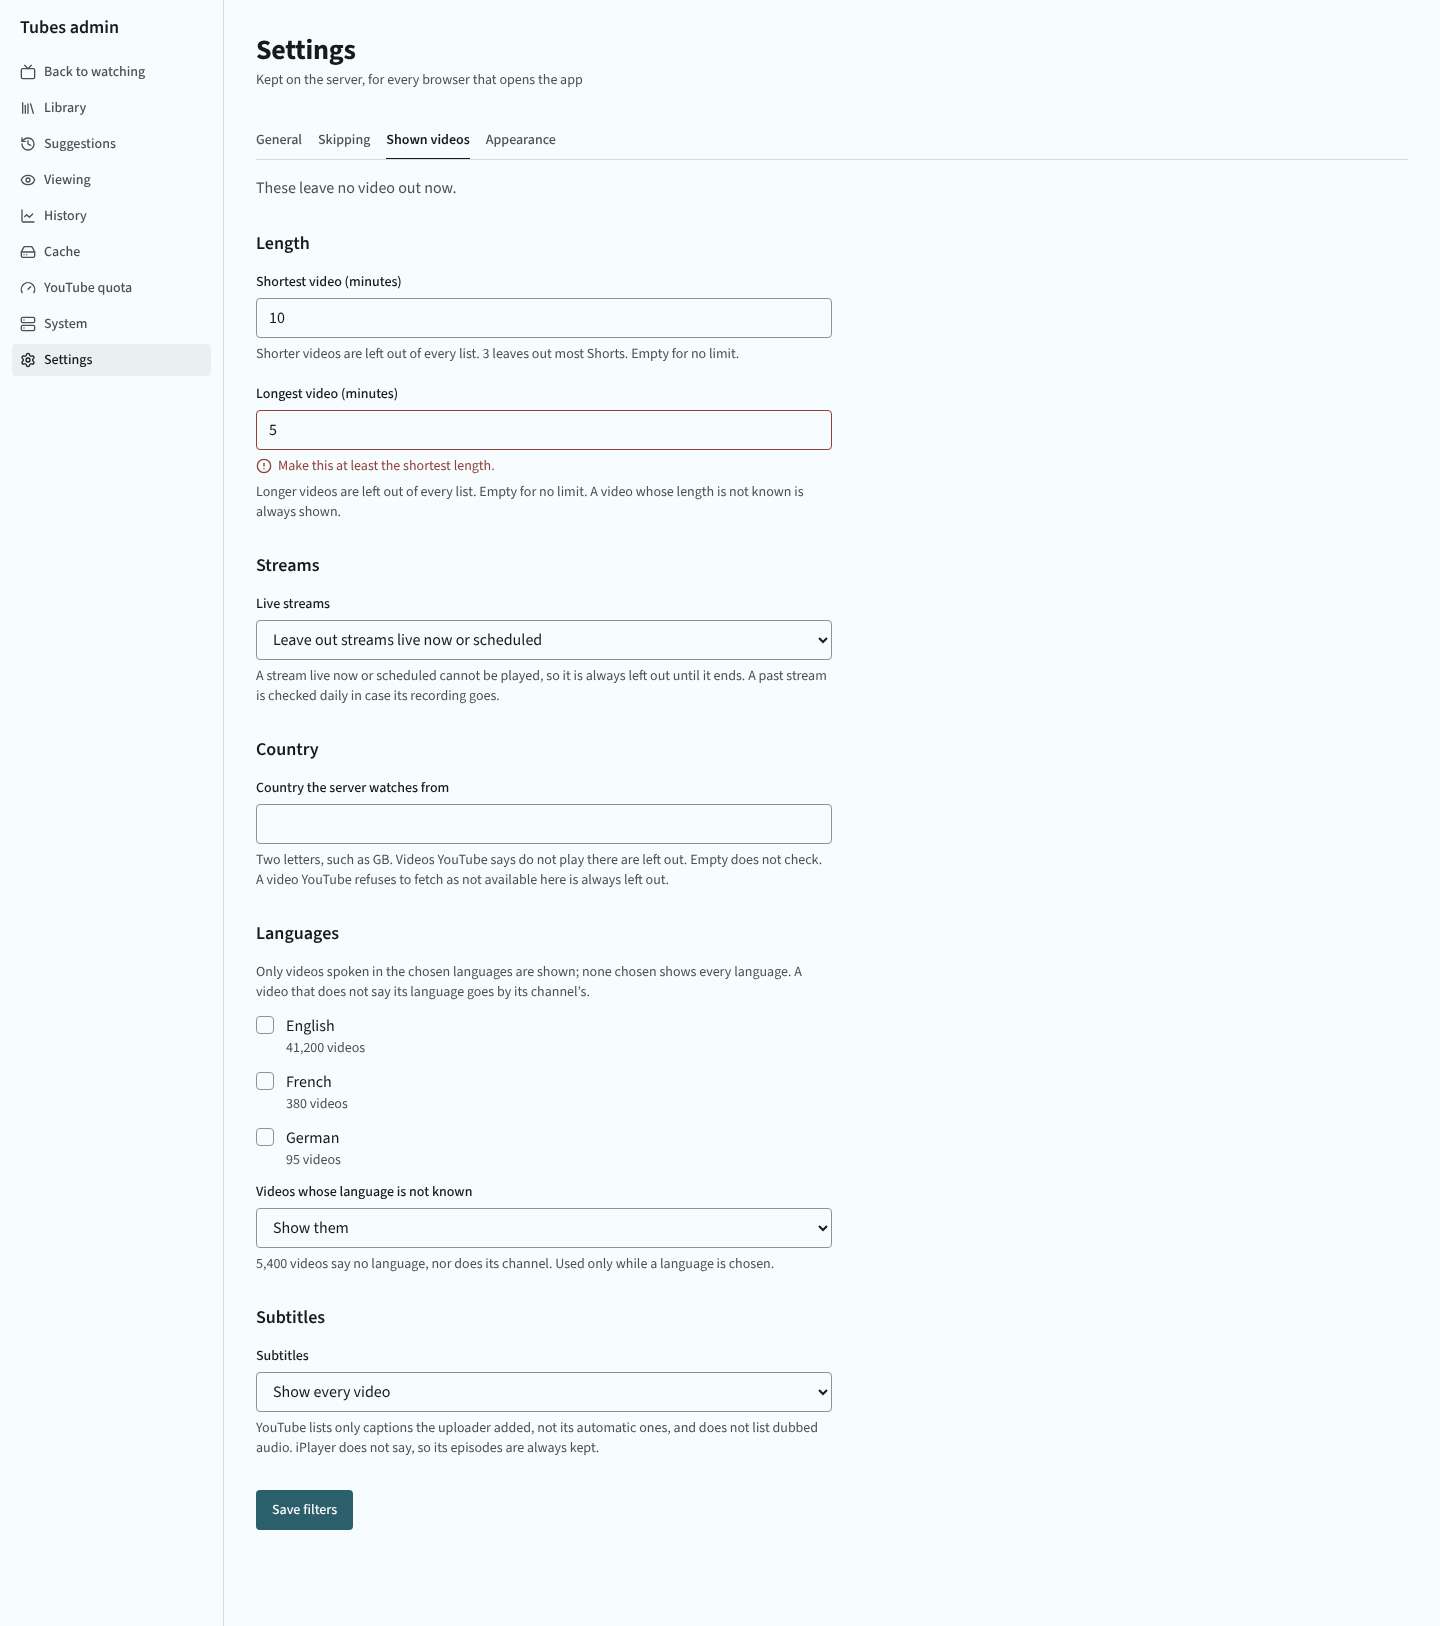 Tubes admin
Back to watching
Library
Suggestions
Viewing
History
Cache
YouTube quota
System
Settings
Settings
Kept on the server, for every browser that opens the app
General
Skipping
Shown videos
Appearance
These leave no video out now.
Length
Shortest video (minutes)
10
Shorter videos are left out of every list. 3 leaves out most Shorts. Empty for no limit.
Longest video (minutes)
5
Make this at least the shortest length.
Longer videos are left out of every list. Empty for no limit. A video whose length is not known is
always shown.
Streams
Live streams
Leave out streams live now or scheduled
A stream live now or scheduled cannot be played, so it is always left out until it ends. A past stream
is checked daily in case its recording goes.
Country
Country the server watches from
Two letters, such as GB. Videos YouTube says do not play there are left out. Empty does not check.
A video YouTube refuses to fetch as not available here is always left out.
Languages
Only videos spoken in the chosen languages are shown; none chosen shows every language. A
video that does not say its language goes by its channel’s.
English
41,200 videos
French
380 videos
German
95 videos
Videos whose language is not known
Show them
5,400 videos say no language, nor does its channel. Used only while a language is chosen.
Subtitles
Subtitles
Show every video
YouTube lists only captions the uploader added, not its automatic ones, and does not list dubbed
audio. iPlayer does not say, so its episodes are always kept.
Save filters